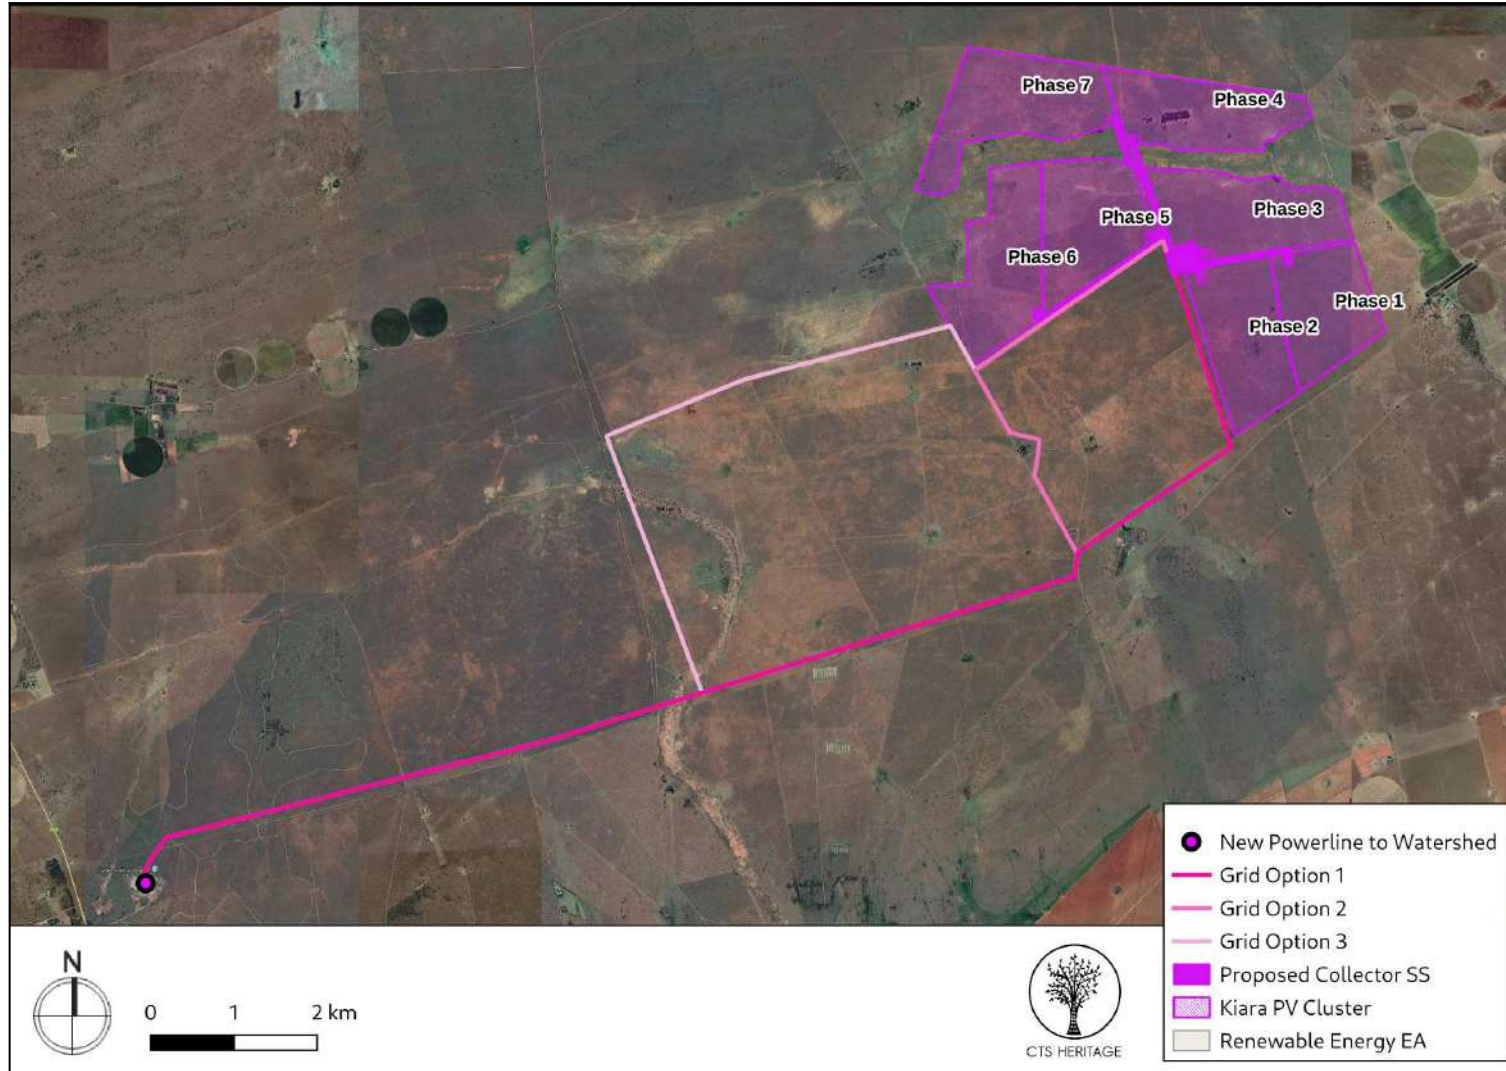 Phase 7
Phase 4
Phase 3
Phase 5
Phase 6
Phase 1
Phase 2
New Powerline to Watershed
Grid Option 1
Grid Option 2
Grid Option 3
Proposed Collector SS
Kiara PV Cluster
Renewable Energy EA
N
0 1 2 km
CTS HERITAGE